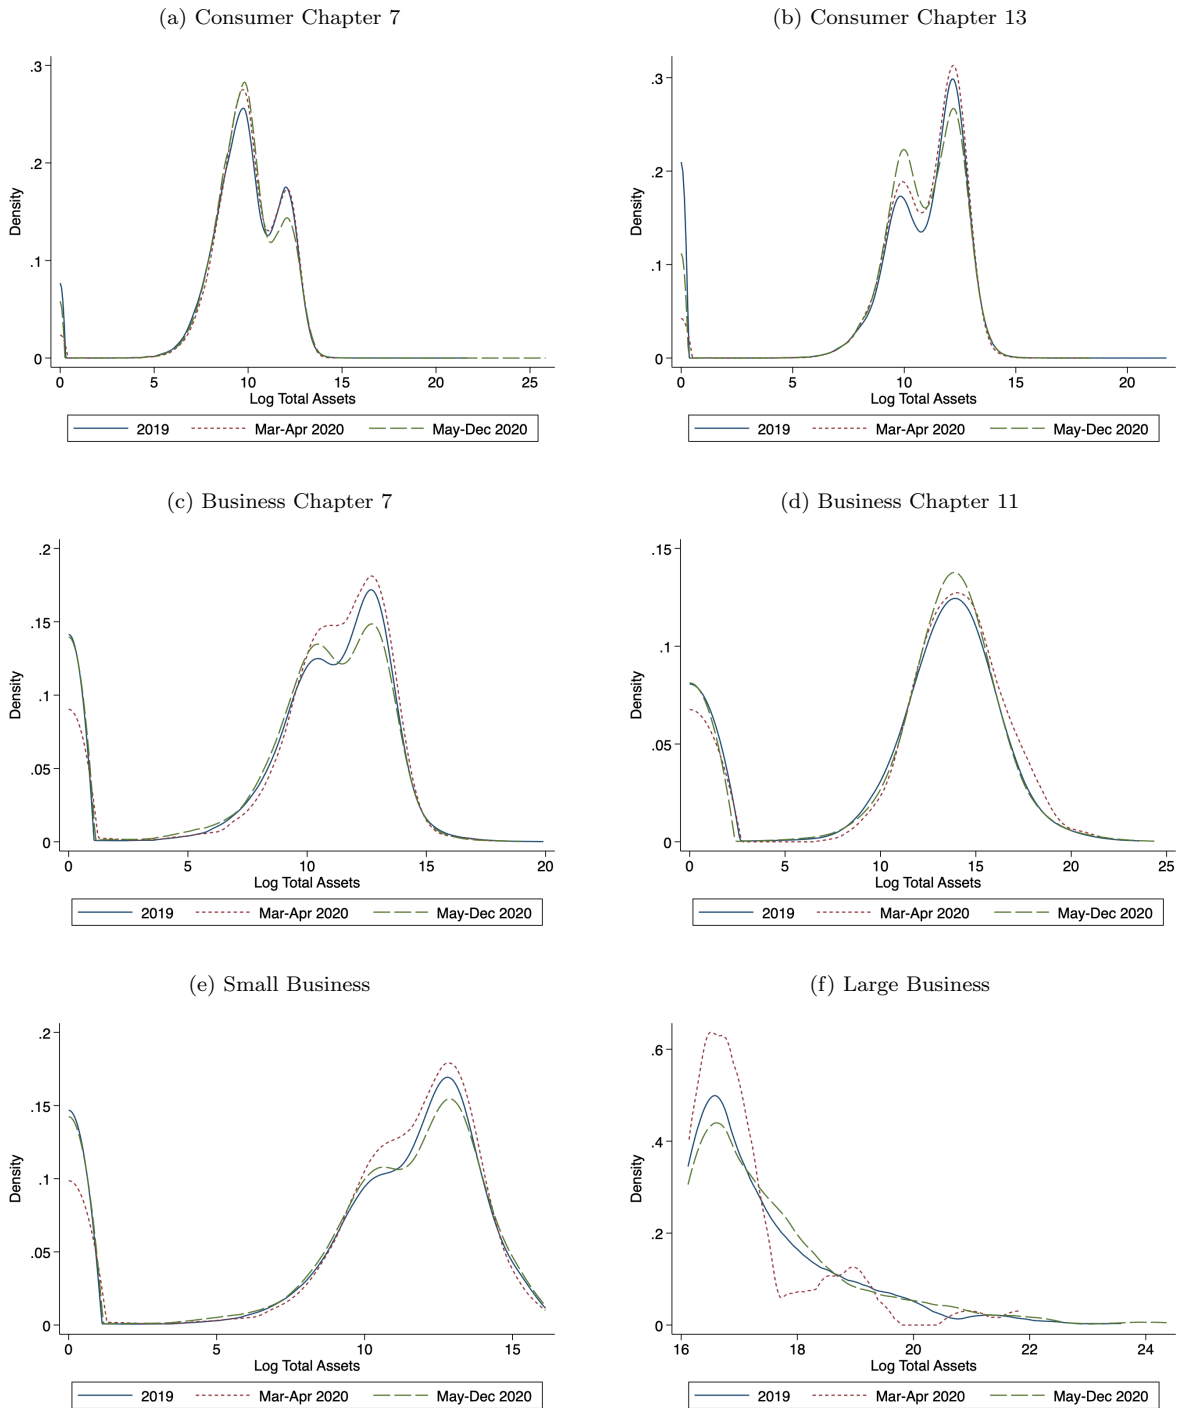 (a) Consumer Chapter 7
.3
.2
.1
0
Density
0 5 10 15 20 25
Log Total Assets
2019 Mar-Apr 2020 May-Dec 2020
(b) Consumer Chapter 13
.3
.2
.1
0
Density
0 5 10 15 20
Log Total Assets
2019 Mar-Apr 2020 May-Dec 2020
(c) Business Chapter 7
.2
.15
.1
.05
0
Density
0 5 10 15 20
Log Total Assets
2019 Mar-Apr 2020 May-Dec 2020
(d) Business Chapter 11
.15
.1
.05
0
Density
0 5 10 15 20 25
Log Total Assets
2019 Mar-Apr 2020 May-Dec 2020
(e) Small Business
.2
.15
.1
.05
0
Density
0 5 10 15
Log Total Assets
2019 Mar-Apr 2020 May-Dec 2020
(f) Large Business
.6
.4
.2
0
Density
16 18 20 22 24
Log Total Assets
2019 Mar-Apr 2020 May-Dec 2020